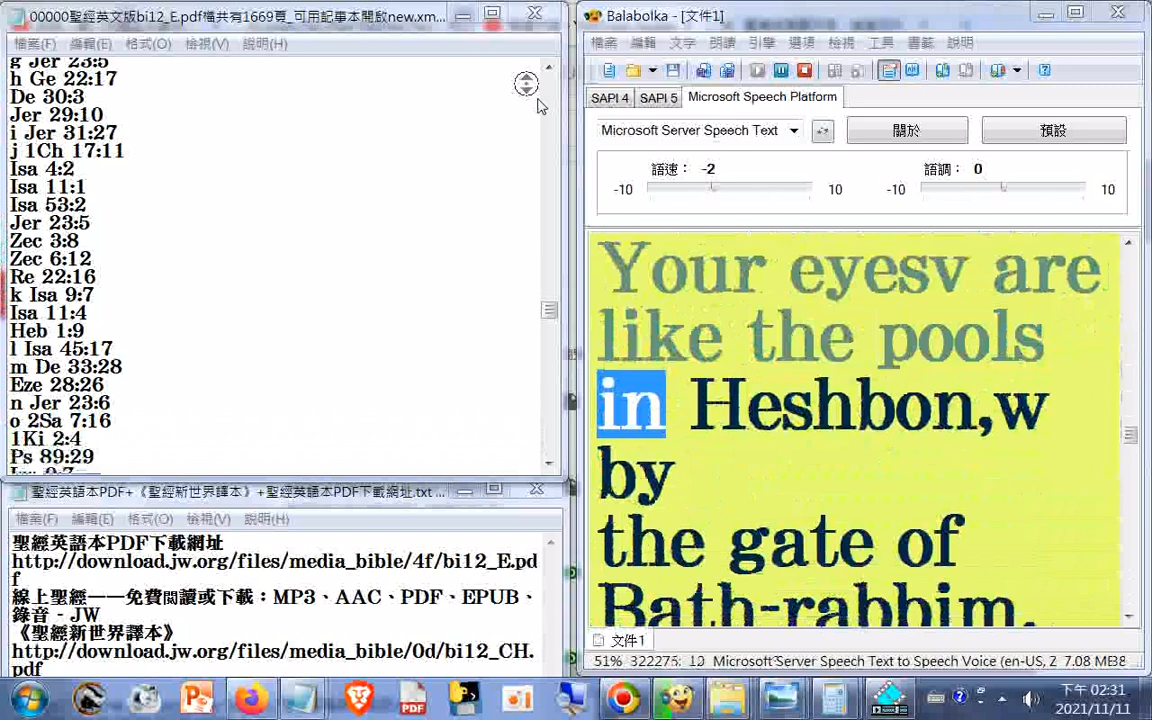 00000聖經英文版bi12_E.pdf檔共有1669頁_可用記事本開啟new.xm...
檔案(F) 編輯(E) 格式(O) 檢視(V) 說明(H)
g Jer 23:5
h Ge 22:17
De 30:3
Jer 29:10
i Jer 31:27
j 1Ch 17:11
Isa 4:2
Isa 11:1
Isa 53:2
Jer 23:5
Zec 3:8
Zec 6:12
Re 22:16
k Isa 9:7
Isa 11:4
Heb 1:9
l Isa 45:17
m De 33:28
Eze 28:26
n Jer 23:6
o 2Sa 7:16
1Ki 2:4
Ps 89:29
聖經英語本PDF+《聖經新世界譯本》+聖經英語本PDF下載網址.txt ...
檔案(F) 編輯(E) 格式(O) 檢視(V) 說明(H)
聖經英語本PDF下載網址
http://download.jw.org/files/media_bible/4f/bi12_E.pd
f
線上聖經——免費閱讀或下載：MP3、AAC、PDF、EPUB、
錄音 - JW
《聖經新世界譯本》
http://download.jw.org/files/media_bible/0d/bi12_CH.
pdf
Balabolka - [文件1]
檔案 編輯 文字 朗讀 引擎 選項 檢視 工具 書籤 說明
SAPI 4 SAPI 5 Microsoft Speech Platform
Microsoft Server Speech Text 關於 預設
語速： -2 語調： 0
-10 10 -10 10
Your eyesv are
like the pools
in Heshbon,w
by
the gate of
Bath-rabbim.
文件1
51% 322275: 10 Microsoft Server Speech Text to Speech Voice (en-US, Z 7.08 MB
PDF
下午 02:31
2021/11/11